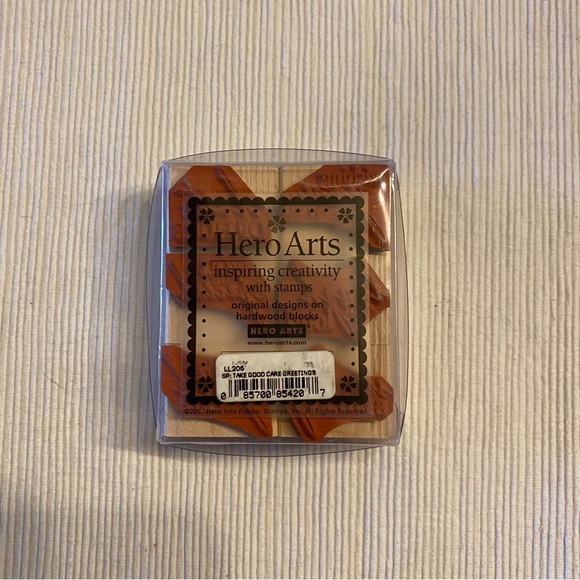 Hero Arts
inspiring creativity
with stamps
original designs on
hardwood blocks
HERO ARTS
www.heroarts.com
LL206
SP: TAKE GOOD CARE GREETINGS
0 85700 85420 7
Hero Arts Rubber Stamps, Inc. All Rights Reserved